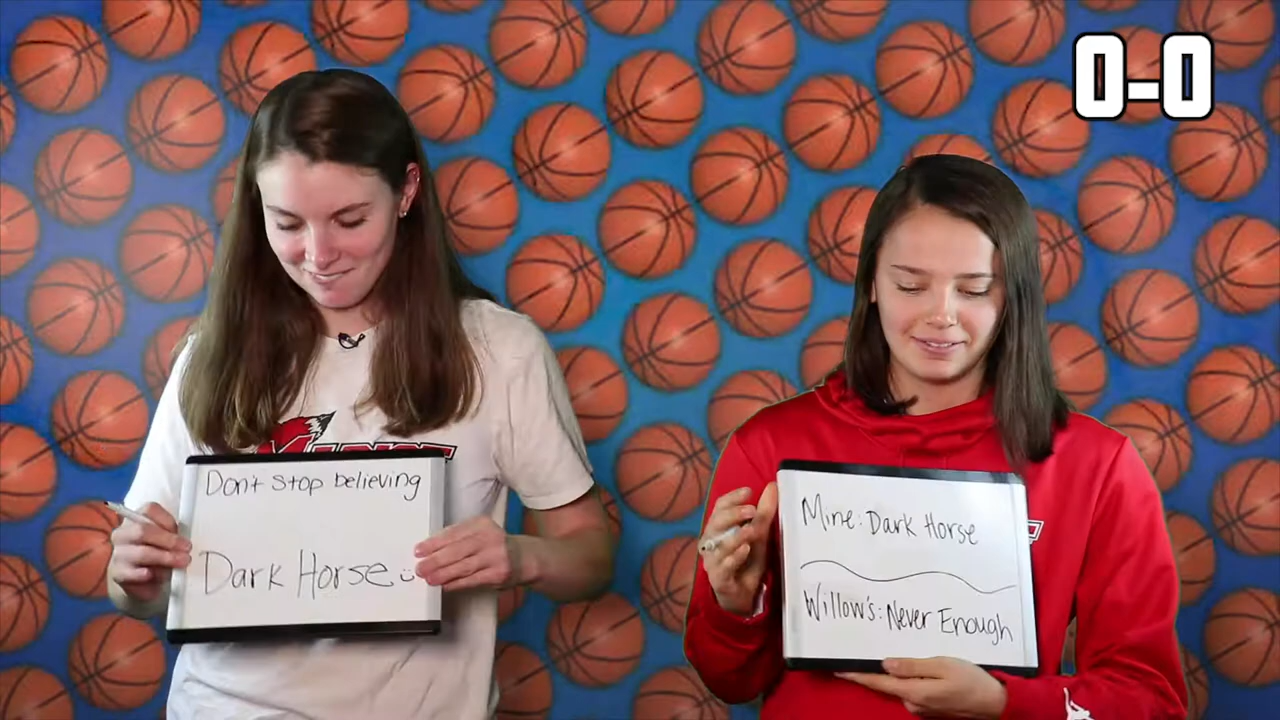 0-0
Don't Stop believing
Dark Horse
Mine: Dark Horse
Willow's: Never Enough